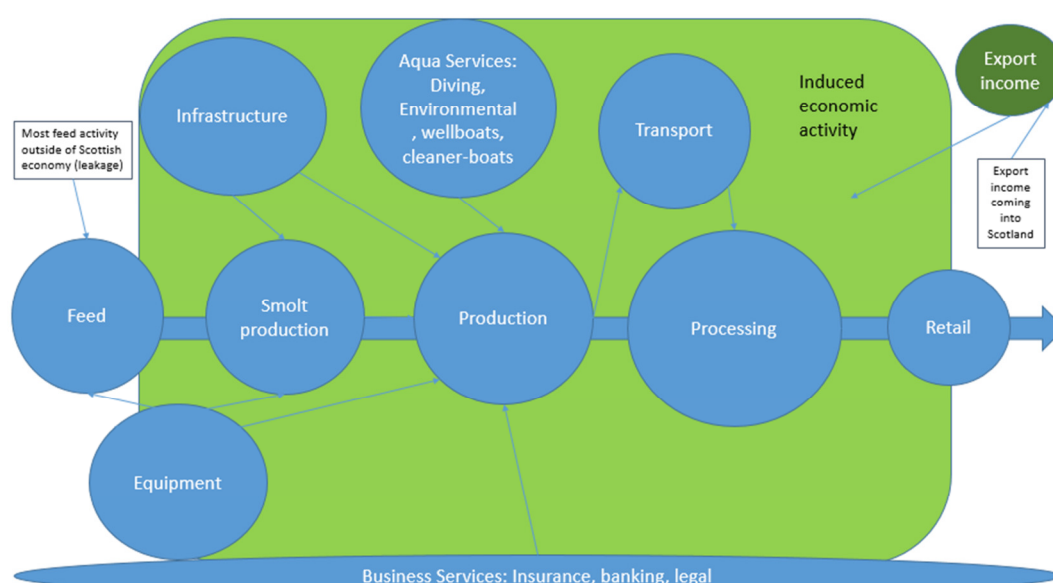 Infrastructure
Aqua Services:
Diving,
Environmental
, wellboats,
cleaner-boats
Transport
Induced
economic
activity
Export
income
Most feed activity
outside of Scottish
economy (leakage)
Export
income
coming
into
Scotland
Feed
Smolt
production
Production
Processing
Retail
Equipment
Business Services: Insurance, banking, legal